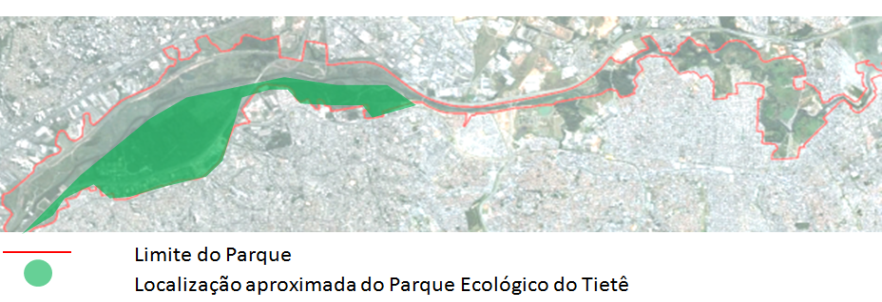 Limite do Parque
Localização aproximada do Parque Ecológico do Tietê